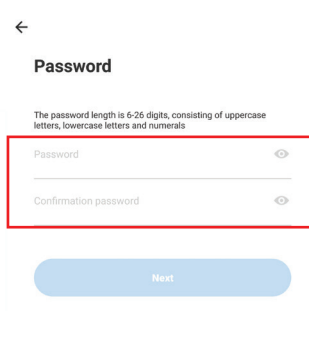 Password
The password length is 6-26 digits, consisting of uppercase
letters, lowercase letters and numerals
Password
Confirmation password
Next